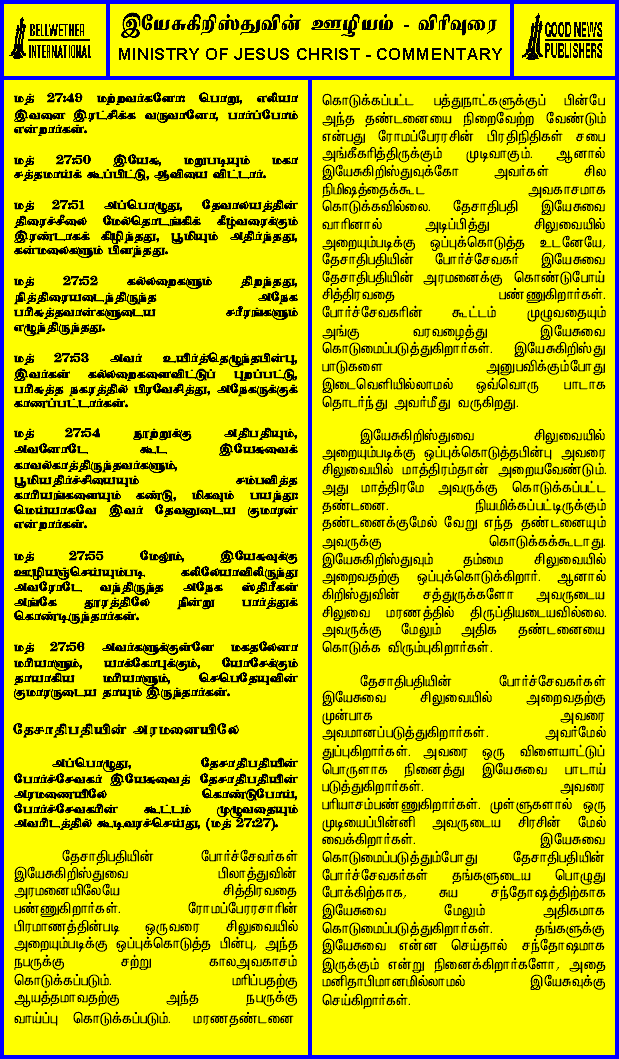 BELLWETHER
INTERNATIONAL
இயேசுகிறிஸ்துவின் ஊழியம் - விரிவுரை
MINISTRY OF JESUS CHRIST - COMMENTARY
GOOD NEWS
PUBLISHERS
மத் 27:49 மற்றவர்களோ: பொறு, எலியா
இவனை இரட்சிக்க வருவானோ, பார்ப்போம்
என்றார்கள்.
மத் 27:50 இயேசு, மறுபடியும் மகா
சத்தமாய்க் கூப்பிட்டு, ஆவியை விட்டார்.
மத் 27:51 அப்பொழுது, தேவாலயத்தின்
திரைச்சீலை மேல்தொடங்கிக் கீழ்வரைக்கும்
இரண்டாகக் கிழிந்தது, பூமியும் அதிர்ந்தது,
கன்மலைகளும் பிளந்தது.
மத் 27:52 கல்லறைகளும் திறந்தது,
நித்திரையடைந்திருந்த அநேக
பரிசுத்தவான்களுடைய சரீரங்களும்
எழுந்திருந்தது.
மத் 27:53 அவர் உயிர்த்தெழுந்தபின்பு,
இவர்கள் கல்லறைகளைவிட்டுப் புறப்பட்டு,
பரிசுத்த நகரத்தில் பிரவேசித்து, அநேகருக்குக்
காணப்பட்டார்கள்.
மத் 27:54 நூற்றுக்கு அதிபதியும்,
அவனோடே கூட இயேசுவைக்
காவல்காத்திருந்தவர்களும்,
பூமியதிர்ச்சியையும் சம்பவித்த
காரியங்களையும் கண்டு, மிகவும் பயந்து:
மெய்யாகவே இவர் தேவனுடைய குமாரன்
என்றார்கள்.
மத் 27:55 மேலும், இயேசுவுக்கு
ஊழியஞ்செய்யும்படி கலிலேயாவிலிருந்து
அவரோடே வந்திருந்த அநேக ஸ்திரீகள்
அங்கே தூரத்திலே நின்று பார்த்துக்
கொண்டிருந்தார்கள்.
மத் 27:56 அவர்களுக்குள்ளே மகதலேனா
மரியாளும், யாக்கோபுக்கும், யோசேக்கும்
தாயாகிய மரியாளும், செபெதேயுவின்
குமாரருடைய தாயும் இருந்தார்கள்.
தேசாதிபதியின் அரமனையிலே
அப்பொழுது, தேசாதிபதியின்
போர்ச்சேவகர் இயேசுவைத் தேசாதிபதியின்
அரமணையிலே கொண்டுபோய்,
போர்ச்சேவகரின் கூட்டம் முழுவதையும்
அவரிடத்தில் கூடிவரச்செய்து, (மத் 27:27).
தேசாதிபதியின் போர்ச்சேவர்கள்
இயேசுகிறிஸ்துவை பிலாத்துவின்
அரமனையிலேயே சித்திரவதை
பண்ணுகிறார்கள். ரோமப்பேரரசாரின்
பிரமாணத்தின்படி ஒருவரை சிலுவையில்
அறையும்படிக்கு ஒப்புக்கொடுத்த பின்பு, அந்த
நபருக்கு சற்று காலஅவகாசம்
கொடுக்கப்படும். மரிப்பதற்கு
ஆயத்தமாவதற்கு அந்த நபருக்கு
வாய்ப்பு கொடுக்கப்படும். மரணதண்டனை
கொடுக்கப்பட்ட பத்துநாட்களுக்குப் பின்பே
அந்த தண்டனையை நிறைவேற்ற வேண்டும்
என்பது ரோமப்பேரரசின் பிரதிநிதிகள் சபை
அங்கீகரித்திருக்கும் முடிவாகும். ஆனால்
இயேசுகிறிஸ்துவுக்கோ அவர்கள் சில
நிமிஷத்தைக்கூட அவகாசமாக
கொடுக்கவில்லை. தேசாதிபதி இயேசுவை
வாரினால் அடிப்பித்து சிலுவையில்
அறையும்படிக்கு ஒப்புக்கொடுத்த உடனேயே,
தேசாதிபதியின் போர்ச்சேவகர் இயேசுவை
தேசாதிபதியின் அரமனைக்கு கொண்டுபோய்
சித்திரவதை பண்ணுகிறார்கள்.
போர்ச்சேவகரின் கூட்டம் முழுவதையும்
அங்கு வரவழைத்து இயேசுவை
கொடுமைப்படுத்துகிறார்கள். இயேசுகிறிஸ்து
பாடுகளை அனுபவிக்கும்போது
இடைவெளியில்லாமல் ஒவ்வொரு பாடாக
தொடர்ந்து அவர்மீது வருகிறது.
இயேசுகிறிஸ்துவை சிலுவையில்
அறையும்படிக்கு ஒப்புக்கொடுத்தபின்பு அவரை
சிலுவையில் மாத்திரம்தான் அறையவேண்டும்.
அது மாத்திரமே அவருக்கு கொடுக்கப்பட்ட
தண்டனை. நியமிக்கப்பட்டிருக்கும்
தண்டனைக்குமேல் வேறு எந்த தண்டனையும்
அவருக்கு கொடுக்கக்கூடாது.
இயேசுகிறிஸ்துவும் தம்மை சிலுவையில்
அறைவதற்கு ஒப்புக்கொடுக்கிறார். ஆனால்
கிறிஸ்துவின் சத்துருக்களோ அவருடைய
சிலுவை மரணத்தில் திருப்தியடையவில்லை.
அவருக்கு மேலும் அதிக தண்டனையை
கொடுக்க விரும்புகிறார்கள்.
தேசாதிபதியின் போர்ச்சேவகர்கள்
இயேசுவை சிலுவையில் அறைவதற்கு
முன்பாக அவரை
அவமானப்படுத்துகிறார்கள். அவர்மேல்
துப்புகிறார்கள். அவரை ஒரு விளையாட்டுப்
பொருளாக நினைத்து இயேசுவை பாடாய்
படுத்துகிறார்கள். அவரை
பரியாசம்பண்ணுகிறார்கள். முள்ளுகளால் ஒரு
முடியைப்பின்னி அவருடைய சிரசின் மேல்
வைக்கிறார்கள். இயேசுவை
கொடுமைப்படுத்தும்போது தேசாதிபதியின்
போர்ச்சேவகர்கள் தங்களுடைய பொழுது
போக்கிற்காக, சுய சந்தோஷத்திற்காக
இயேசுவை மேலும் அதிகமாக
கொடுமைப்படுத்துகிறார்கள். தங்களுக்கு
இயேசுவை என்ன செய்தால் சந்தோஷமாக
இருக்கும் என்று நினைக்கிறார்களோ, அதை
மனிதாபிமானமில்லாமல் இயேசுவுக்கு
செய்கிறார்கள்.